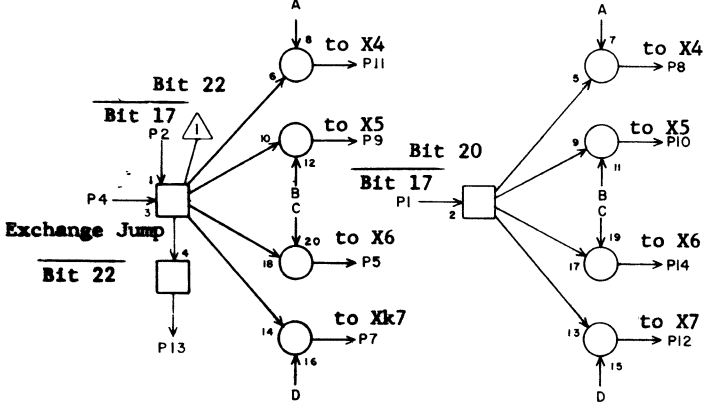 A
A
8
to X4
6
P11
7
to X4
5
P8
Bit 22
Bit 17
P2
1
10
to X5
P9
12
9
to X5
P10
11
Bit 20
Bit 17
P1
2
1
P4
3
B
C
B
C
Exchange Jump
4
Bit 22
P13
20
to X6
18
P5
19
to X6
17
P14
14
to Xk7
P7
16
13
to X7
P12
15
D
D